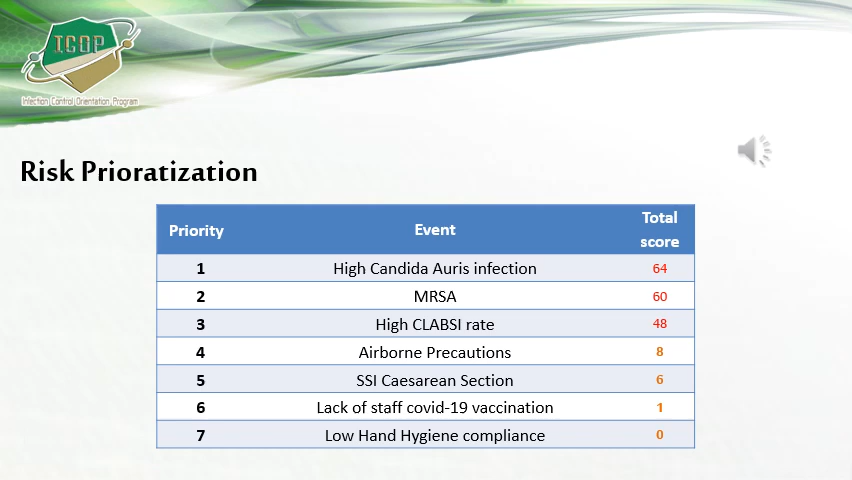 I.C.O.P
Infection Control Orientation Program
Risk Prioratization
Priority Event Total score
1 High Candida Auris infection 64
2 MRSA 60
3 High CLABSI rate 48
4 Airborne Precautions 8
5 SSI Caesarean Section 6
6 Lack of staff covid-19 vaccination 1
7 Low Hand Hygiene compliance 0